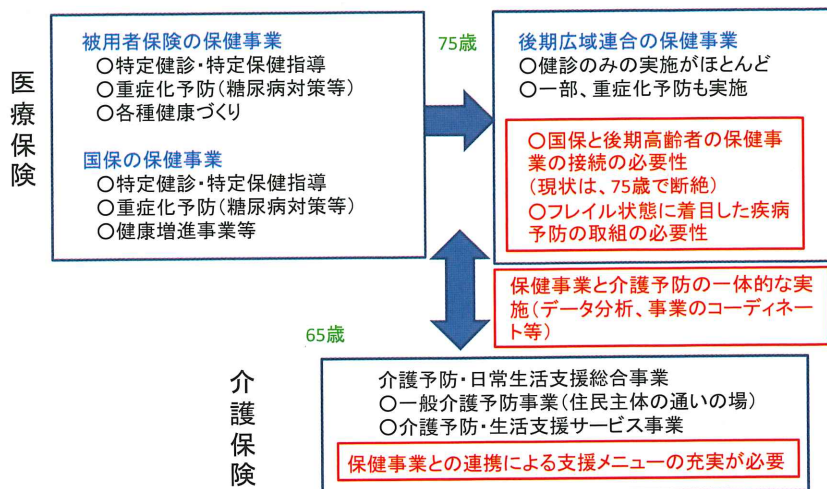 医療保険
被用者保険の保健事業
○特定健診・特定保健指導
○重症化予防(糖尿病対策等)
○各種健康づくり
国保の保健事業
○特定健診・特定保健指導
○重症化予防(糖尿病対策等)
○健康増進事業等
75歳
後期広域連合の保健事業
○健診のみの実施がほとんど
○一部、重症化予防も実施
○国保と後期高齢者の保健事
業の接続の必要性
(現状は、75歳で断絶)
○フレイル状態に着目した疾病
予防の取組の必要性
保健事業と介護予防の一体的な実
施(データ分析、事業のコーディネー
ト等)
65歳
介護保険
介護予防・日常生活支援総合事業
○一般介護予防事業(住民主体の通いの場)
○介護予防・生活支援サービス事業
保健事業との連携による支援メニューの充実が必要